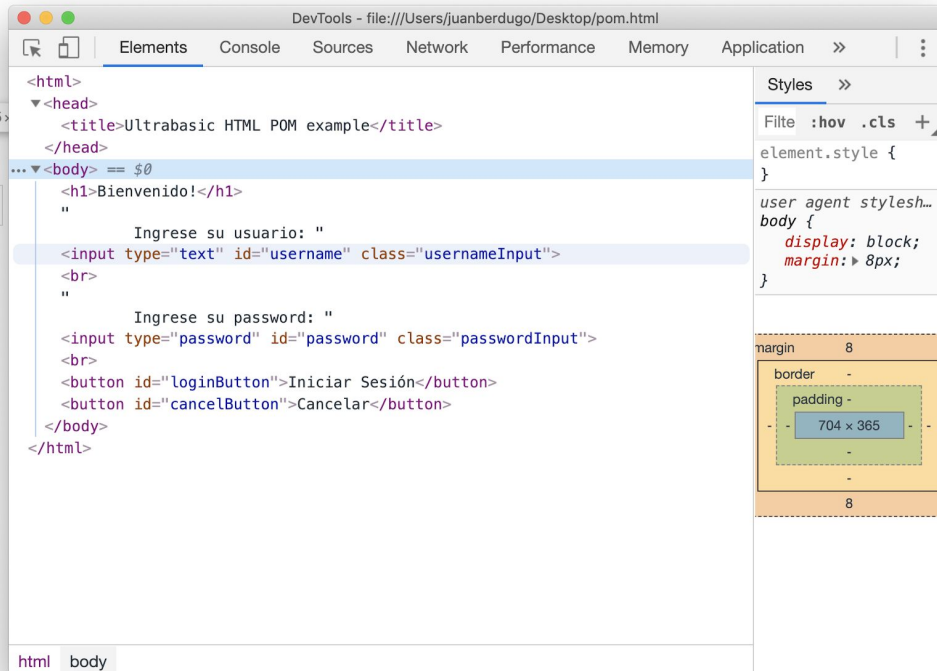 DevTools - file:///Users/juanberdugo/Desktop/pom.html
Elements Console Sources Network Performance Memory Application »
<html>
▼<head>
<title>Ultrabasic HTML POM example</title>
</head>
... ▼<body> == $0
<h1>Bienvenido!</h1>
"
Ingrese su usuario: "
<input type="text" id="username" class="usernameInput">
<br>
"
Ingrese su password: "
<input type="password" id="password" class="passwordInput">
<br>
<button id="loginButton">Iniciar Sesión</button>
<button id="cancelButton">Cancelar</button>
</body>
</html>
html body
Styles »
Filte :hov .cls +
element.style {
}
user agent stylesh…
body {
display: block;
margin:▶ 8px;
}
margin 8
border -
padding -
- - 704 × 365 - -
-
-
8